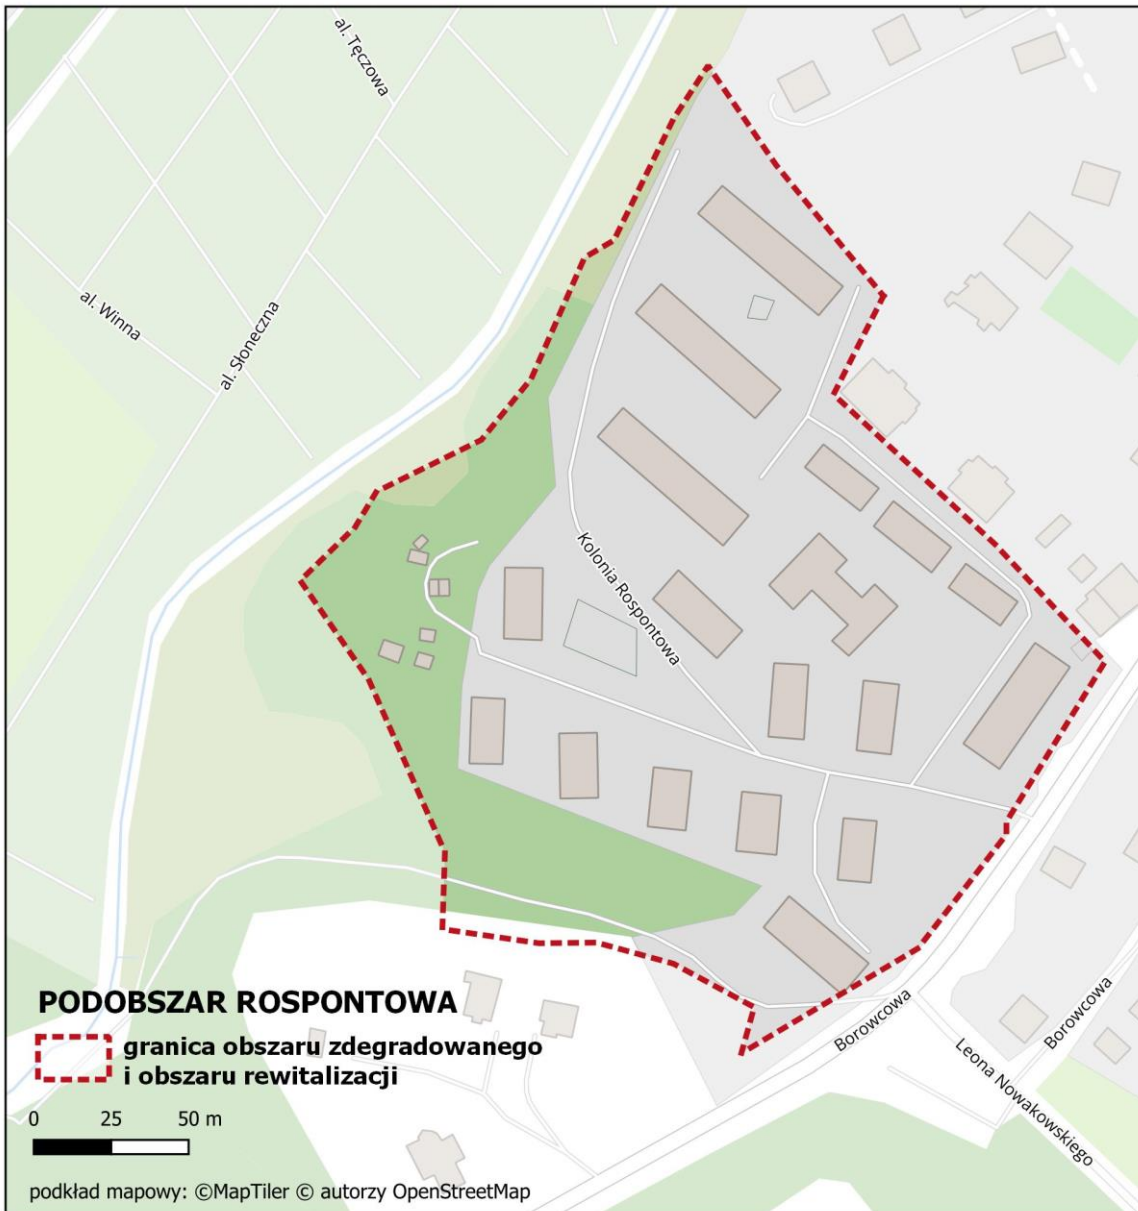 al. Tęczowa
al. Winna
al. Słoneczna
Kolonia Rospontowa
Borowcowa
Borowcowa
Leona Nowakowskiego
PODOBSZAR ROSPONTOWA
granica obszaru zdegradowanego
i obszaru rewitalizacji
0 25 50 m
podkład mapowy: ©MapTiler © autorzy OpenStreetMap